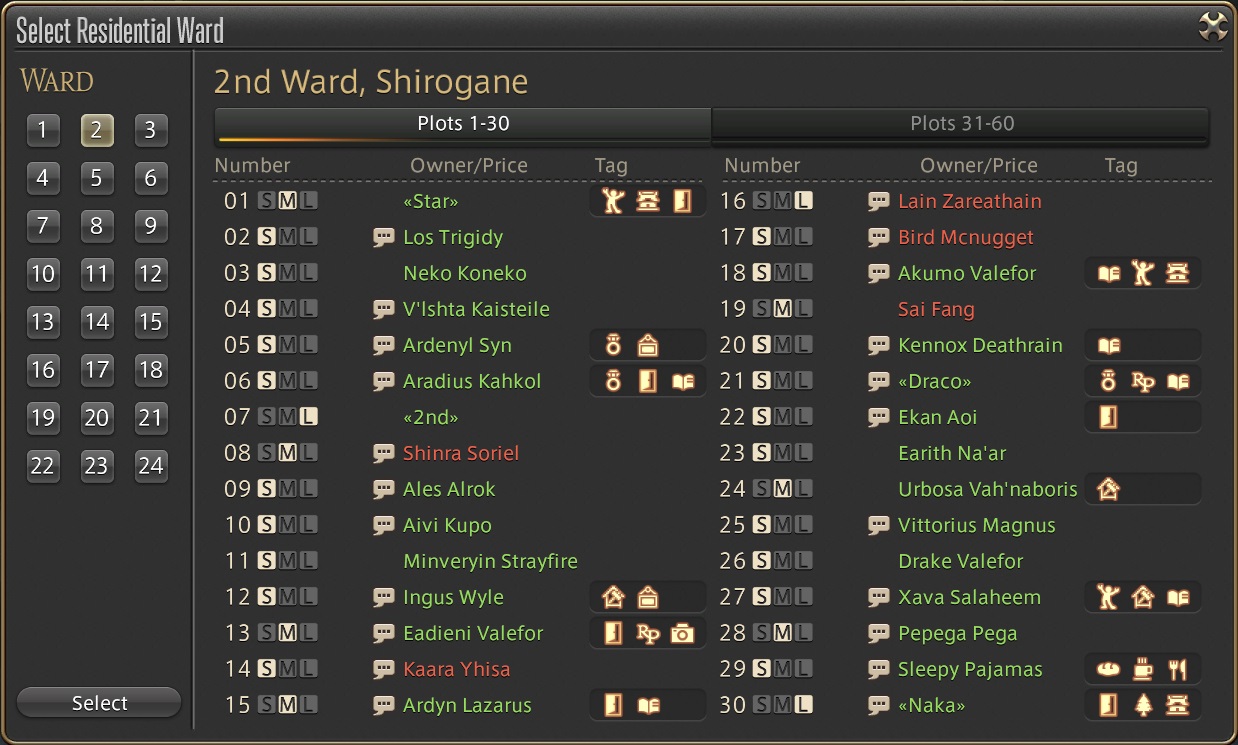 Select Residential Ward
WARD
1 2 3
4 5 6
7 8 9
10 11 12
13 14 15
16 17 18
19 20 21
22 23 24
Select
2nd Ward, Shirogane
Plots 1-30 Plots 31-60
Number Owner/Price Tag
01 S M L «Star»
02 S M L Los Trigidy
03 S M L Neko Koneko
04 S M L V'lshta Kaisteile
05 S M L Ardenyl Syn
06 S M L Aradius Kahkol
07 S M L «2nd»
08 S M L Shinra Soriel
09 S M L Ales Alrok
10 S M L Aivi Kupo
11 S M L Minveryin Strayfire
12 S M L Ingus Wyle
13 S M L Eadieni Valefor RP
14 S M L Kaara Yhisa
15 S M L Ardyn Lazarus
Number Owner/Price Tag
16 S M L Lain Zareathain
17 S M L Bird Mcnugget
18 S M L Akumo Valefor
19 S M L Sai Fang
20 S M L Kennox Deathrain
21 S M L «Draco» RP
22 S M L Ekan Aoi
23 S M L Earith Na'ar
24 S M L Urbosa Vah'naboris
25 S M L Vittorius Magnus
26 S M L Drake Valefor
27 S M L Xava Salaheem
28 S M L Pepega Pega
29 S M L Sleepy Pajamas
30 S M L «Naka»